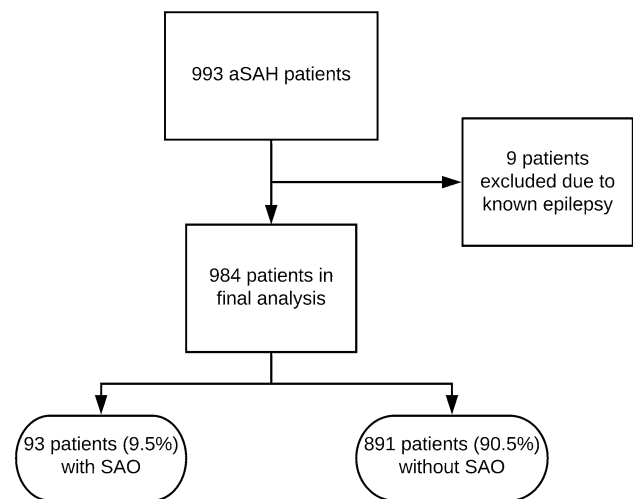 993 aSAH patients
9 patients
excluded due to
known epilepsy
984 patients in
final analysis
93 patients (9.5%)
with SAO
891 patients (90.5%)
without SAO